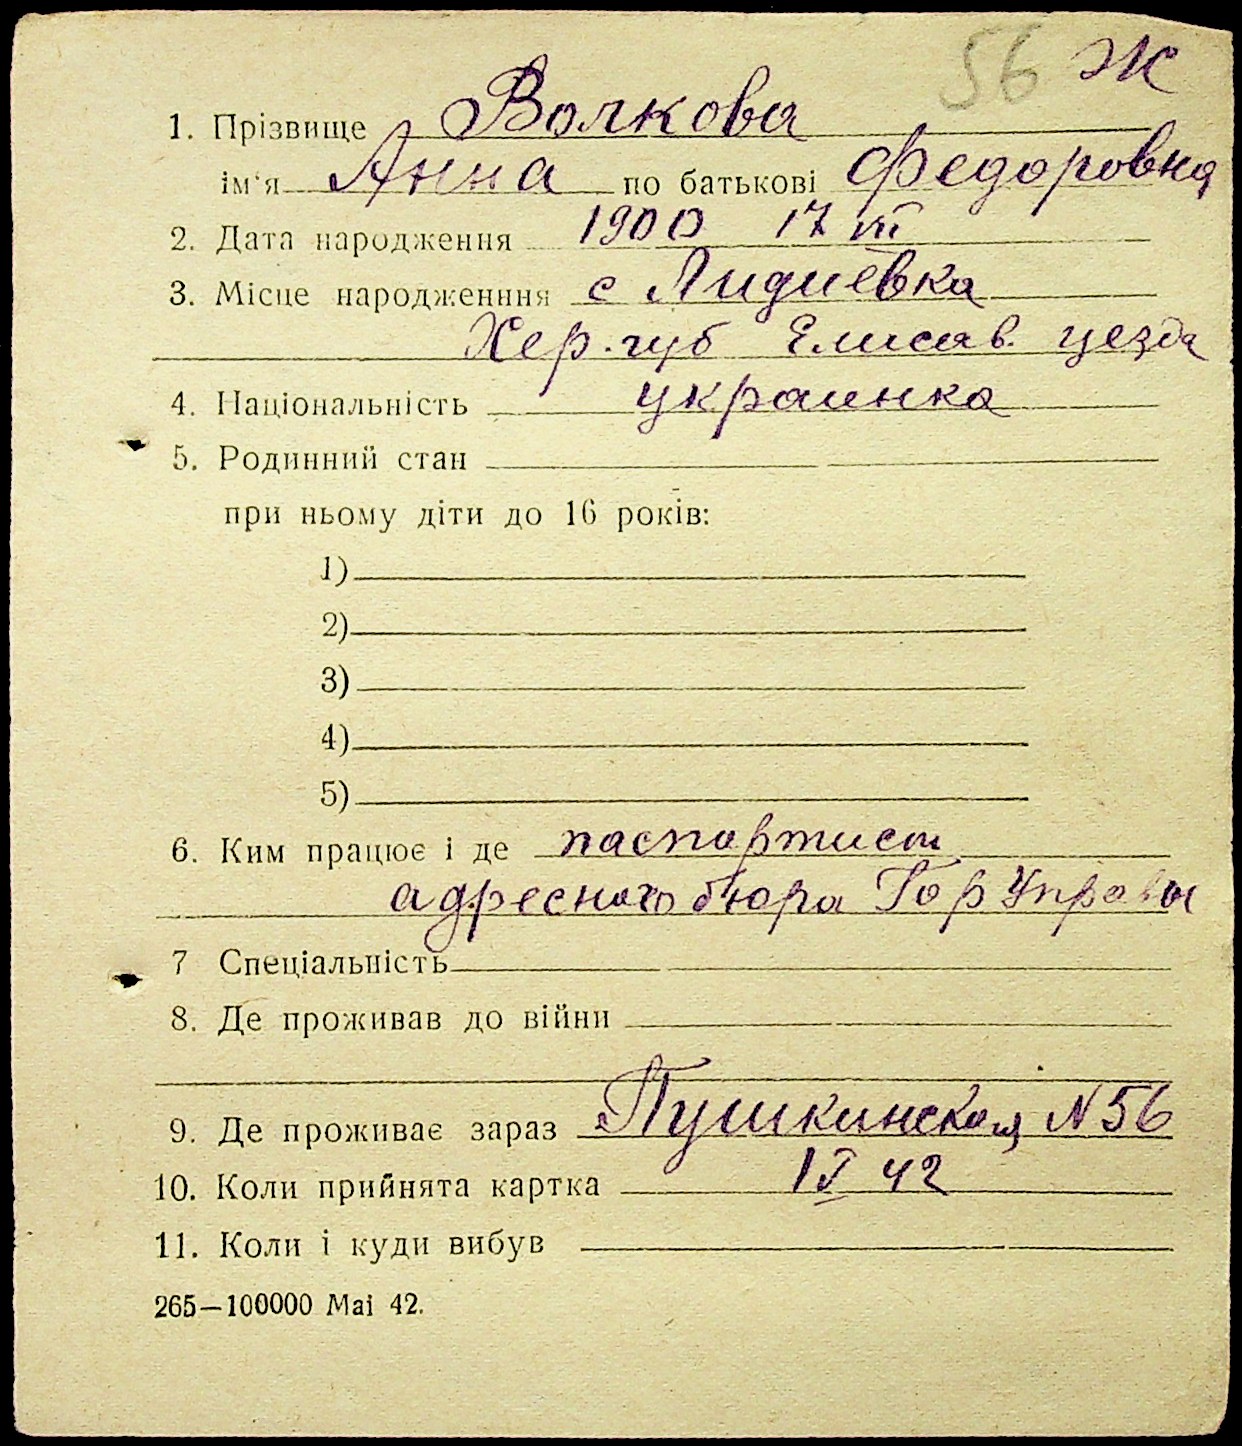 56 Ж
1. Прізвище Волкова
ім'я Анна по батькові Федоровна
2. Дата народження 1900 17 VII
3. Місце народженння с Лидиевка
Хер. губ Елисав. уезда
4. Національність украинка
5. Родинний стан
при ньому діти до 16 років:
1)
2)
3)
4)
5)
6. Ким працює і де паспортист
адресного бюра Гор Управы
7 Спеціальність
8. Де проживав до війни
9. Де проживає зараз Пушкинская N 56
10. Коли прийнята картка 1 X 42
11. Коли і куди вибув
265—100000 Mai 42.